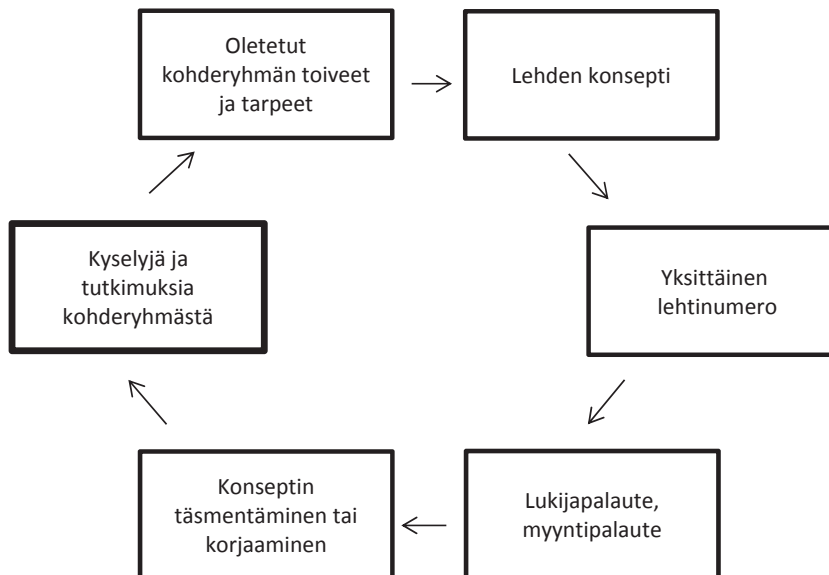 Oletetut
kohderyhmän toiveet
ja tarpeet
Lehden konsepti
Yksittäinen
lehtinumero
Lukijapalaute,
myyntipalaute
Konseptin
täsmentäminen tai
korjaaminen
Kyselyjä ja
tutkimuksia
kohderyhmästä